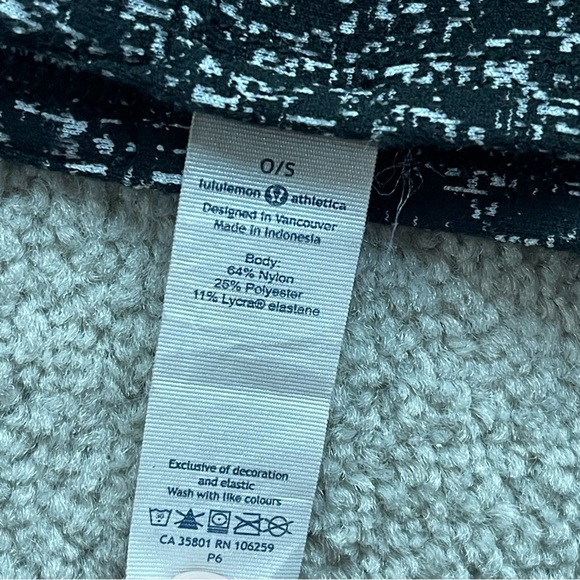 O/S
lululemon athletica
Designed in Vancouver
Made in Indonesia
Body:
64% Nylon
25% Polyester
11% Lycra® elastane
Exclusive of decoration
and elastic
Wash with like colours
30
CA 35801 RN 106259
P6